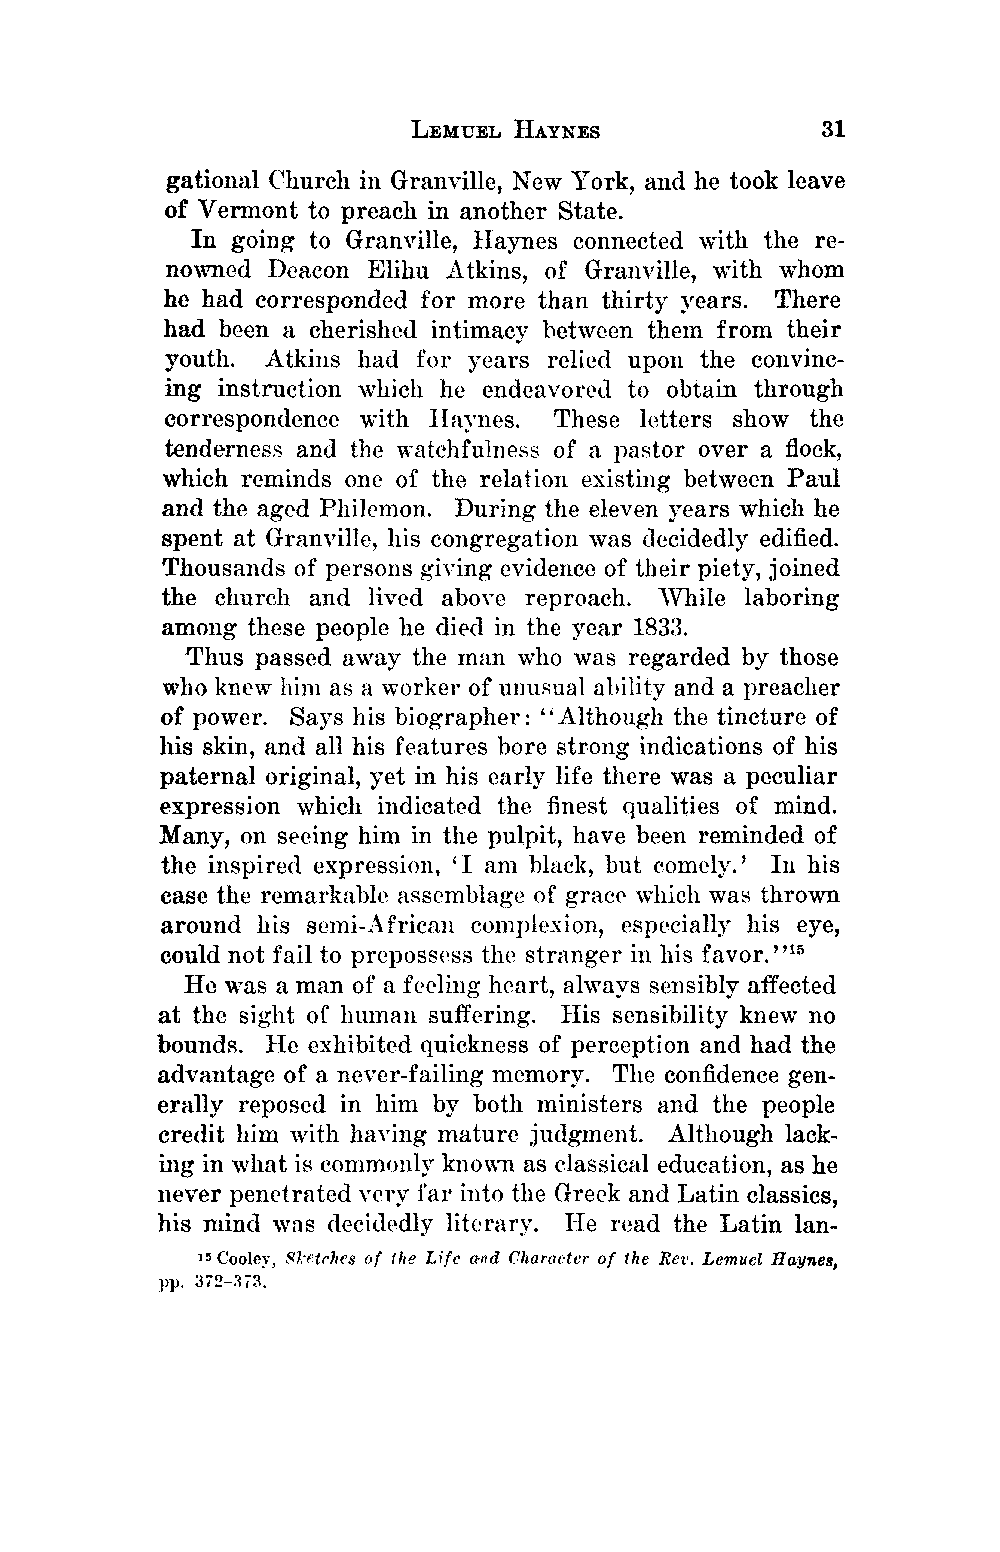 LEMUEL HAYNES 31
gational Church in Granville, New York, and he took leave
of Vermont to preach in another State.
In going to Granville, Haynes connected with the re-
nowned Deacon Elihu Atkins, of Granville, with whom
he had corresponded for more than thirty years. There
had been a cherished intimacy between them from their
youth. Atkins had for years relied upon the convinc-
ing instruction which he endeavored to obtain through
correspondence with Haynes. These letters show the
tenderness and the watchfulness of a pastor over a flock,
which reminds one of the relation existing between Paul
and the aged Philemon. During the eleven years which he
spent at Granville, his congregation was decidedly edified.
Thousands of persons giving evidence of their piety, joined
the church and lived above reproach. While laboring
among these people he died in the year 1833.
Thus passed away the man who was regarded by those
who knew him as a worker of unusual ability and a preacher
of power. Says his biographer: "Although the tincture of
his skin, and all his features bore strong indications of his
paternal original, yet in his early life there was a peculiar
expression which indicated the finest qualities of mind.
Many, on seeing him in the pulpit, have been reminded of
the inspired expression, 'I am black, but comely.' In his
case the remarkable assemblage of grace which was thrown
around his semi-African complexion, especially his eye,
could not fail to prepossess the stranger in his favor."15
He was a man of a feeling heart, always sensibly affected
at the sight of human suffering. His sensibility knew no
bounds. He exhibited quickness of perception and had the
advantage of a never-failing memory. The confidence gen-
erally reposed in him by both ministers and the people
credit him with having mature judgment. Although lack-
ing in what is commonly known as classical education, as he
never penetrated very far into the Greek and Latin classics,
his mind was decidedly literary. He read the Latin lan-
15 Cooley, Sketches of the Life and Character of the Rev. Lemuel Haynes,
pp. 372-373.